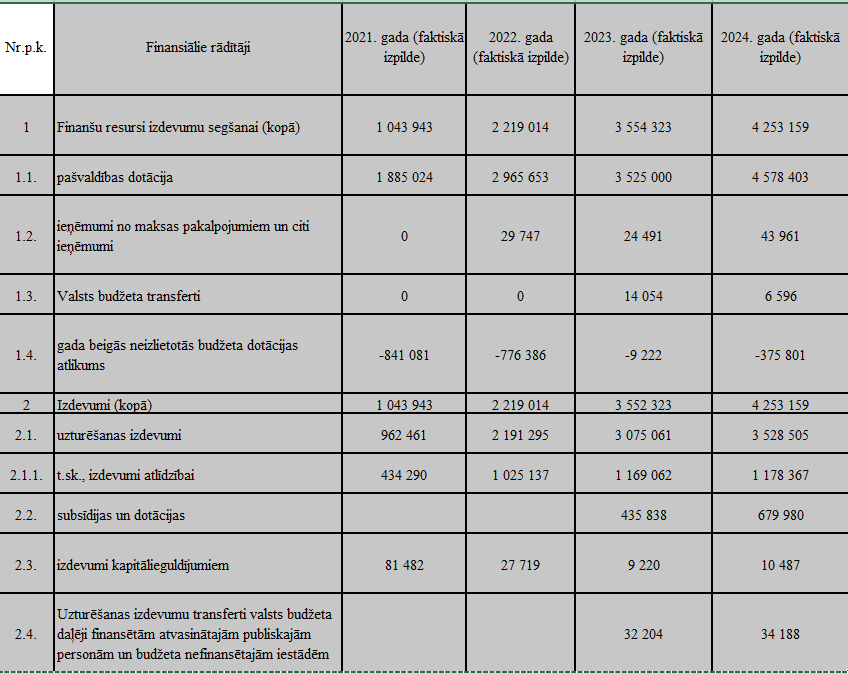 Nr.p.k. Finansiālie rādītāji 2021. gada (faktiskā izpilde) 2022. gada (faktiskā izpilde) 2023. gada (faktiskā izpilde) 2024. gada (faktiskā izpilde)
1 Finanšu resursi izdevumu segšanai (kopā) 1 043 943 2 219 014 3 554 323 4 253 159
1.1. pašvaldības dotācija 1 885 024 2 965 653 3 525 000 4 578 403
1.2. ieņēmumi no maksas pakalpojumiem un citi ieņēmumi 0 29 747 24 491 43 961
1.3. Valsts budžeta transferti 0 0 14 054 6 596
1.4. gada beigās neizlietotās budžeta dotācijas atlikums -841 081 -776 386 -9 222 -375 801
2 Izdevumi (kopā) 1 043 943 2 219 014 3 552 323 4 253 159
2.1. uzturēšanas izdevumi 962 461 2 191 295 3 075 061 3 528 505
2.1.1. t.sk., izdevumi atlīdzībai 434 290 1 025 137 1 169 062 1 178 367
2.2. subsīdijas un dotācijas 435 838 679 980
2.3. izdevumi kapitālieguldījumiem 81 482 27 719 9 220 10 487
2.4. Uzturēšanas izdevumu transferti valsts budžeta daļēji finansētām atvasinātajām publiskajām personām un budžeta nefinansētajām iestādēm 32 204 34 188